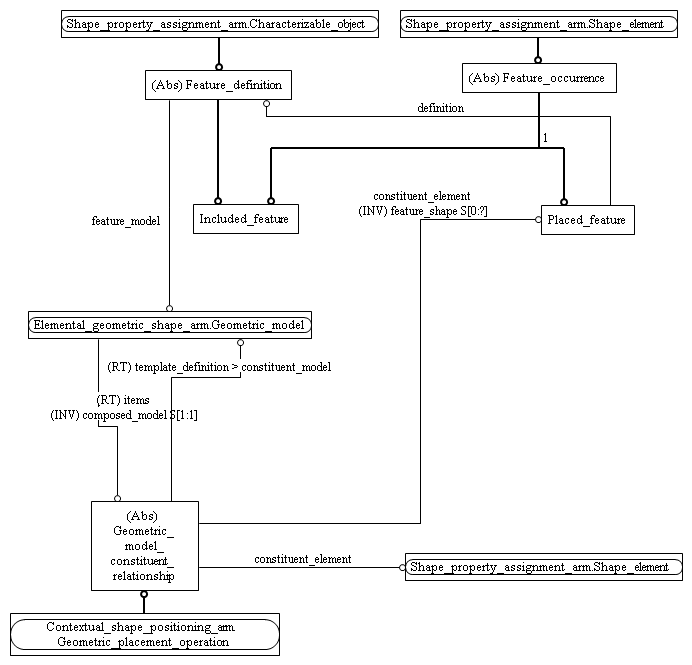 Shape_property_assignment_arm.Characterizable_object
Shape_property_assignment_arm.Shape_element
(Abs) Feature_definition
(Abs) Feature_occurrence
definition
1
constituent_element
(INV) feature_shape S[0:?]
Included_feature
Placed_feature
feature_model
Elemental_geometric_shape_arm.Geometric_model
(RT) template_definition > constituent_model
(RT) items
(INV) composed_model S[1:1]
(Abs)
Geometric_
model_
constituent_
relationship
constituent_element
Shape_property_assignment_arm.Shape_element
Contextual_shape_positioning_arm.
Geometric_placement_operation